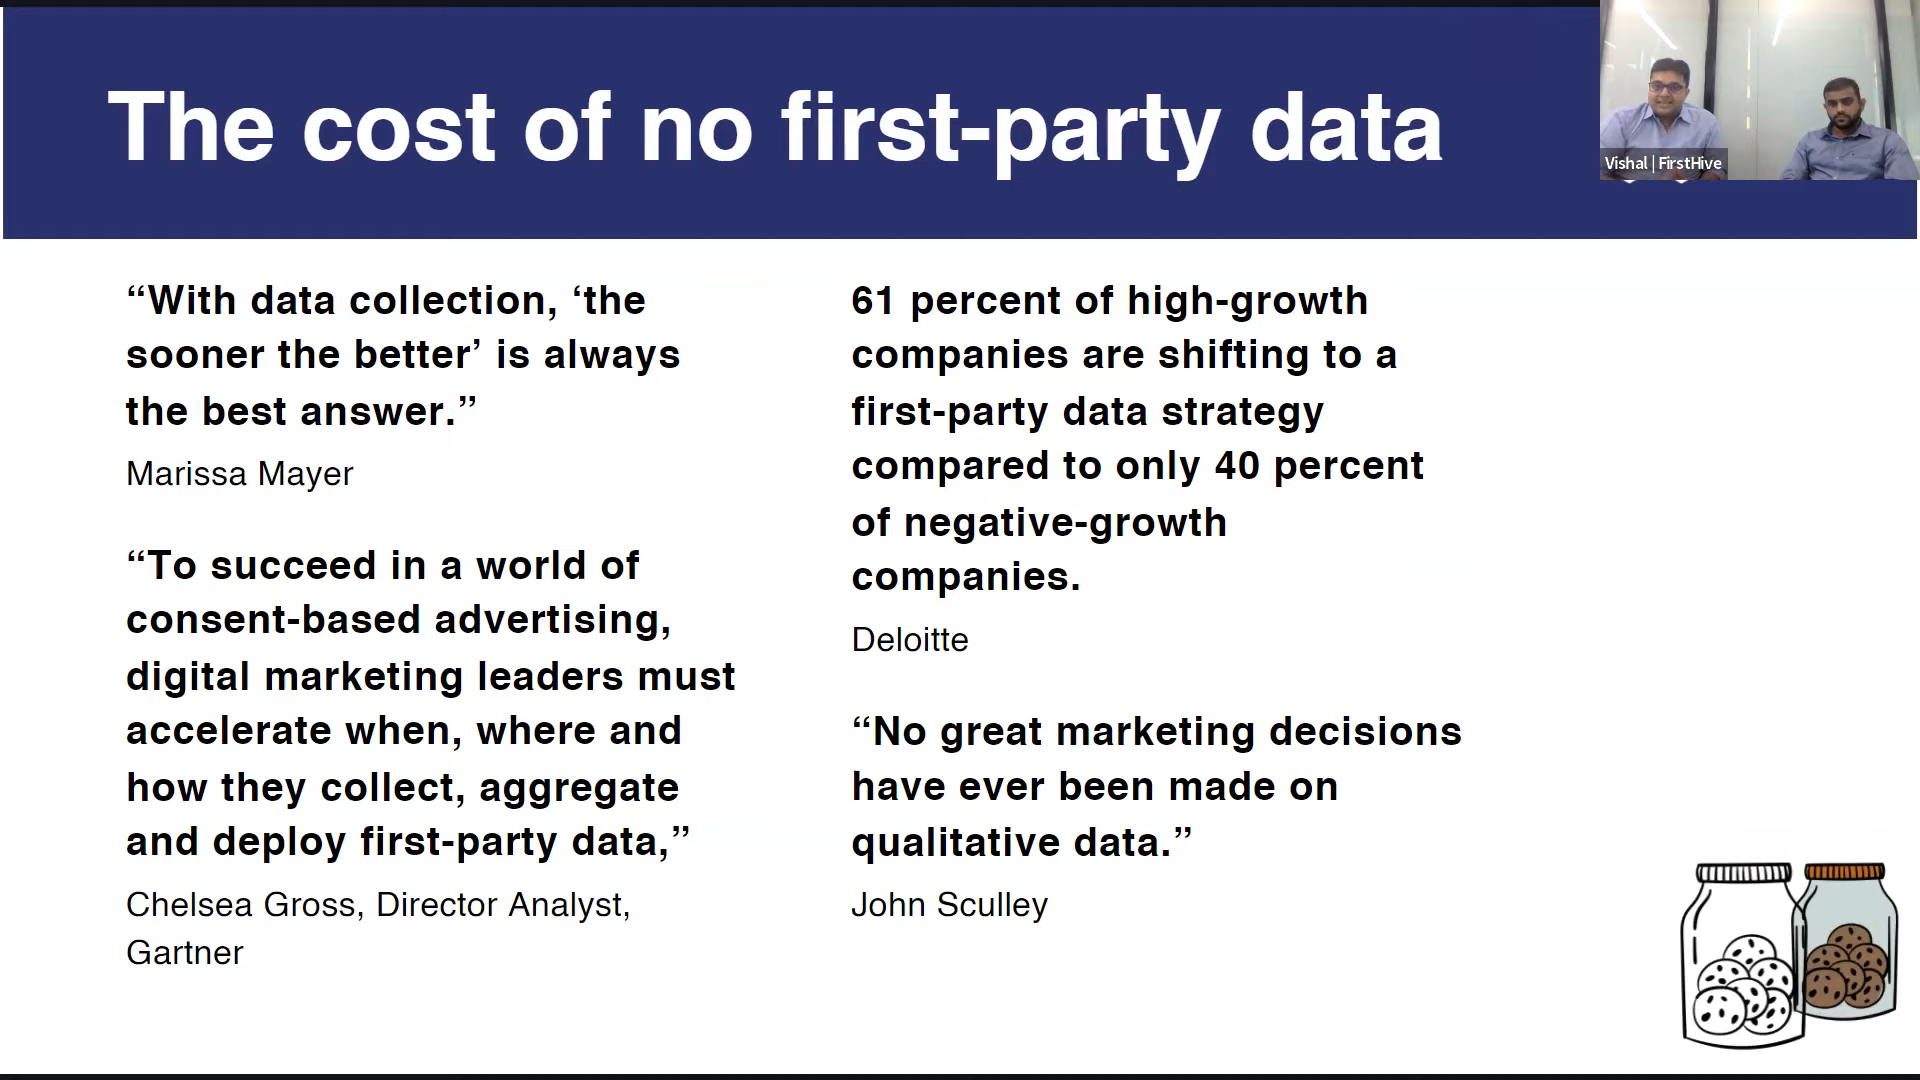 The cost of no first-party data
Vishal | FirstHive
“With data collection, ‘the
sooner the better’ is always
the best answer.”
Marissa Mayer
“To succeed in a world of
consent-based advertising,
digital marketing leaders must
accelerate when, where and
how they collect, aggregate
and deploy first-party data,”
Chelsea Gross, Director Analyst,
Gartner
61 percent of high-growth
companies are shifting to a
first-party data strategy
compared to only 40 percent
of negative-growth
companies.
Deloitte
“No great marketing decisions
have ever been made on
qualitative data.”
John Sculley